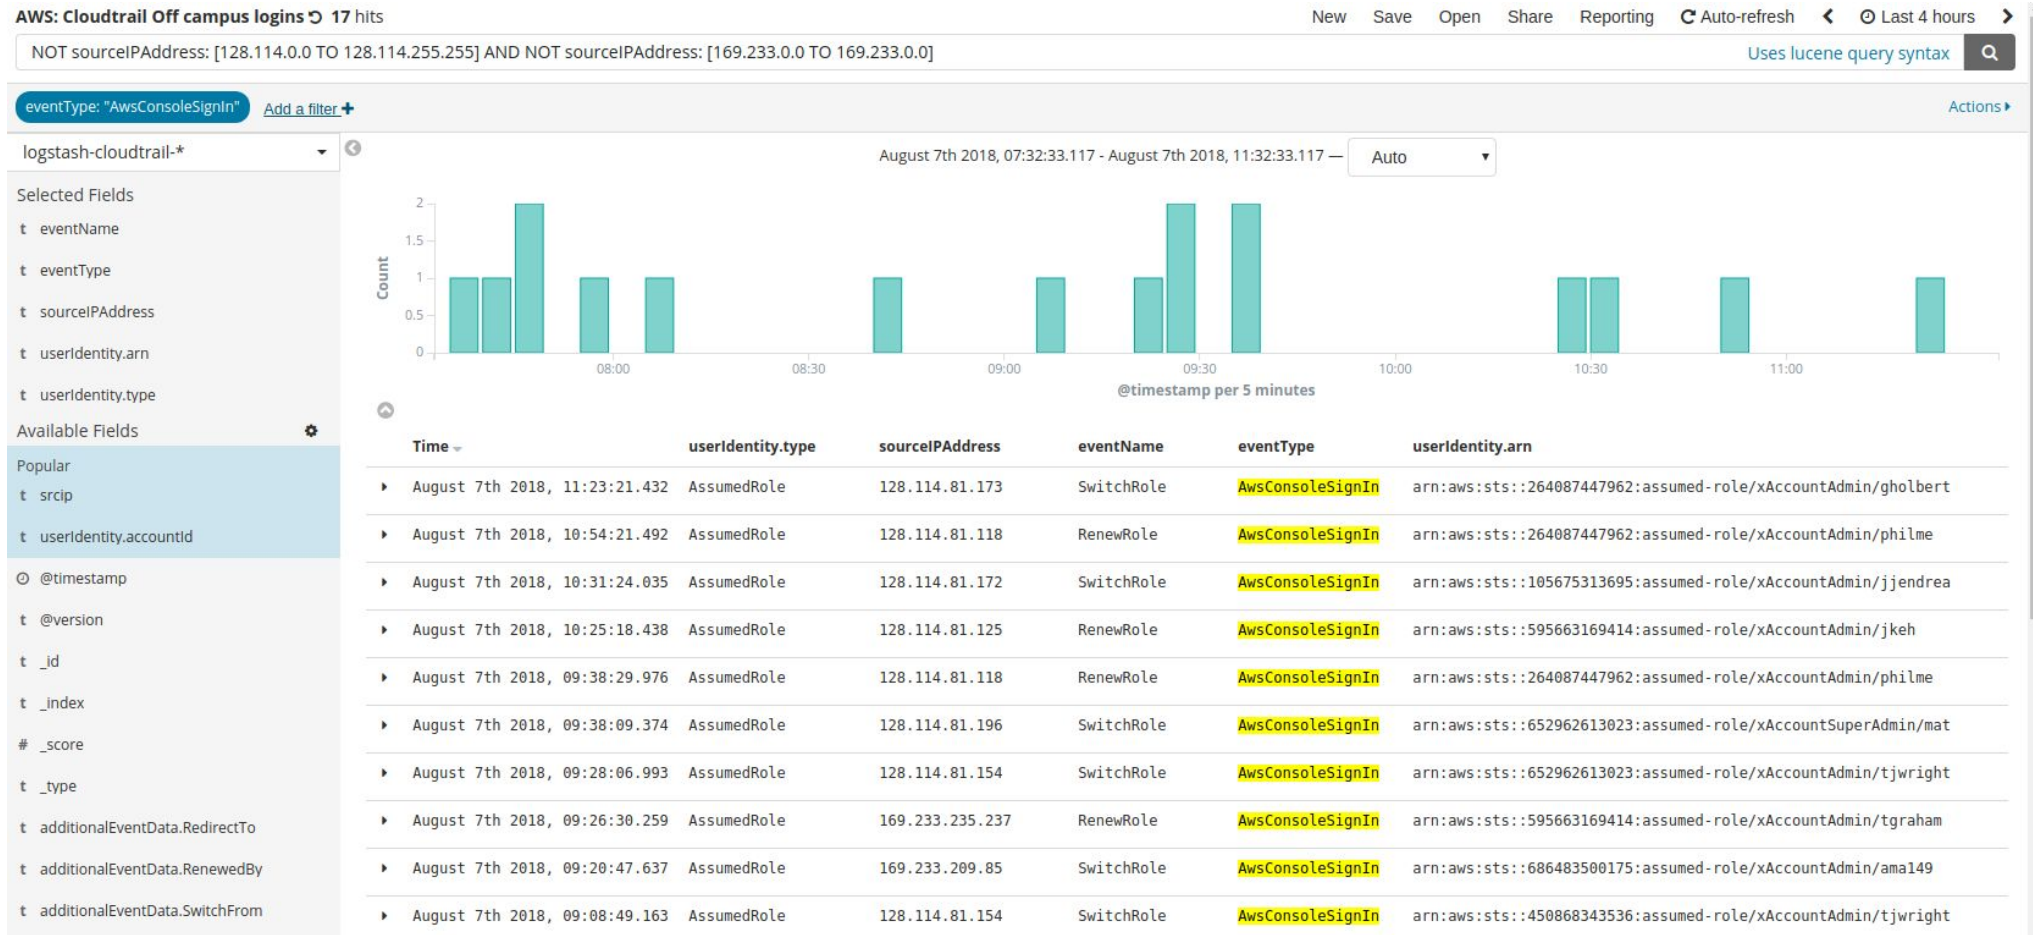 AWS: Cloudtrail Off campus logins 17 hits
New Save Open Share Reporting Auto-refresh Last 4 hours
NOT sourceIPAddress: [128.114.0.0 TO 128.114.255.255] AND NOT sourceIPAddress: [169.233.0.0 TO 169.233.0.0]
Uses lucene query syntax
eventType: "AwsConsoleSignIn" Add a filter +
Actions
logstash-cloudtrail-*
Selected Fields
t eventName
t eventType
t sourceIPAddress
t userIdentity.arn
t userIdentity.type
Available Fields
Popular
t srcip
t userIdentity.accountId
@timestamp
t @version
t _id
t _index
# _score
t _type
t additionalEventData.RedirectTo
t additionalEventData.RenewedBy
t additionalEventData.SwitchFrom
August 7th 2018, 07:32:33.117 - August 7th 2018, 11:32:33.117 — Auto
Count
2
1.5
1
0.5
0
08:00 08:30 09:00 09:30 10:00 10:30 11:00
@timestamp per 5 minutes
Time userIdentity.type sourceIPAddress eventName eventType userIdentity.arn
August 7th 2018, 11:23:21.432 AssumedRole 128.114.81.173 SwitchRole AwsConsoleSignIn arn:aws:sts::264087447962:assumed-role/xAccountAdmin/gholbert
August 7th 2018, 10:54:21.492 AssumedRole 128.114.81.118 RenewRole AwsConsoleSignIn arn:aws:sts::264087447962:assumed-role/xAccountAdmin/philme
August 7th 2018, 10:31:24.035 AssumedRole 128.114.81.172 SwitchRole AwsConsoleSignIn arn:aws:sts::105675313695:assumed-role/xAccountAdmin/jjendrea
August 7th 2018, 10:25:18.438 AssumedRole 128.114.81.125 RenewRole AwsConsoleSignIn arn:aws:sts::595663169414:assumed-role/xAccountAdmin/jkeh
August 7th 2018, 09:38:29.976 AssumedRole 128.114.81.118 RenewRole AwsConsoleSignIn arn:aws:sts::264087447962:assumed-role/xAccountAdmin/philme
August 7th 2018, 09:38:09.374 AssumedRole 128.114.81.196 SwitchRole AwsConsoleSignIn arn:aws:sts::652962613023:assumed-role/xAccountSuperAdmin/mat
August 7th 2018, 09:28:06.993 AssumedRole 128.114.81.154 SwitchRole AwsConsoleSignIn arn:aws:sts::652962613023:assumed-role/xAccountAdmin/tjwright
August 7th 2018, 09:26:30.259 AssumedRole 169.233.235.237 RenewRole AwsConsoleSignIn arn:aws:sts::595663169414:assumed-role/xAccountAdmin/tgraham
August 7th 2018, 09:20:47.637 AssumedRole 169.233.209.85 SwitchRole AwsConsoleSignIn arn:aws:sts::686483500175:assumed-role/xAccountAdmin/ama149
August 7th 2018, 09:08:49.163 AssumedRole 128.114.81.154 SwitchRole AwsConsoleSignIn arn:aws:sts::450868343536:assumed-role/xAccountAdmin/tjwright